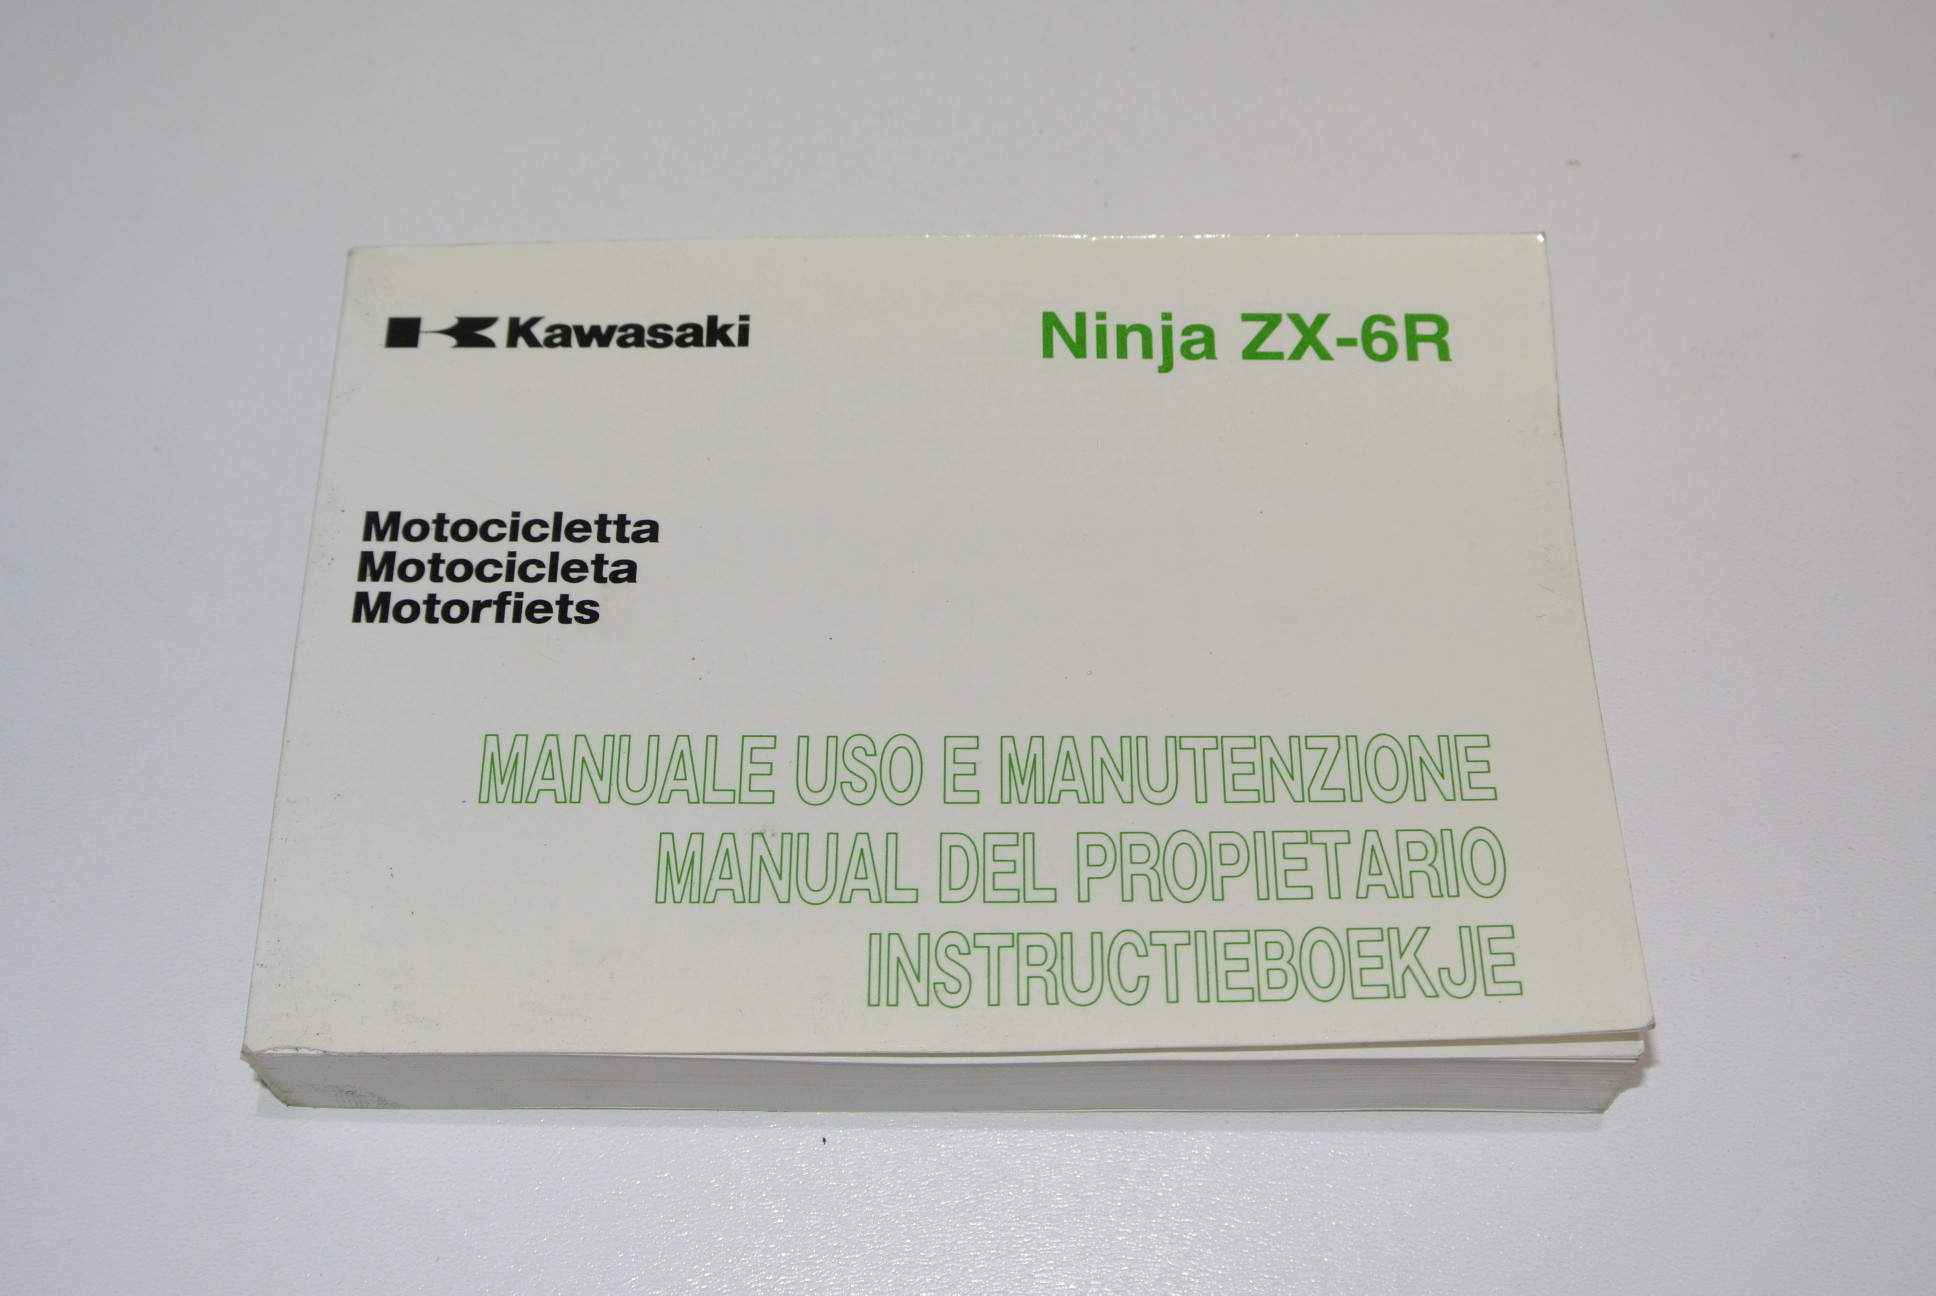 Kawasaki
Ninja ZX-6R
Motocicletta
Motocicleta
Motorfiets
MANUALE USO E MANUTENZIONE
MANUAL DEL PROPIETARIO
INSTRUCTIEBOEKJE